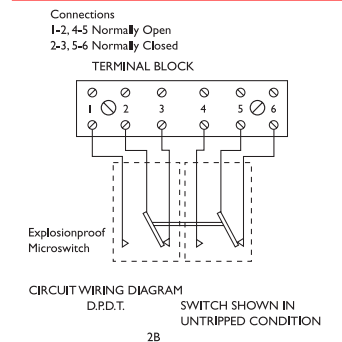 Connections
1-2, 4-5 Normally Open
2-3, 5-6 Normally Closed
TERMINAL BLOCK
1 2 3 4 5 6
Explosionproof
Microswitch
CIRCUIT WIRING DIAGRAM
D.P.D.T.
SWITCH SHOWN IN
UNTRIPPED CONDITION
2B